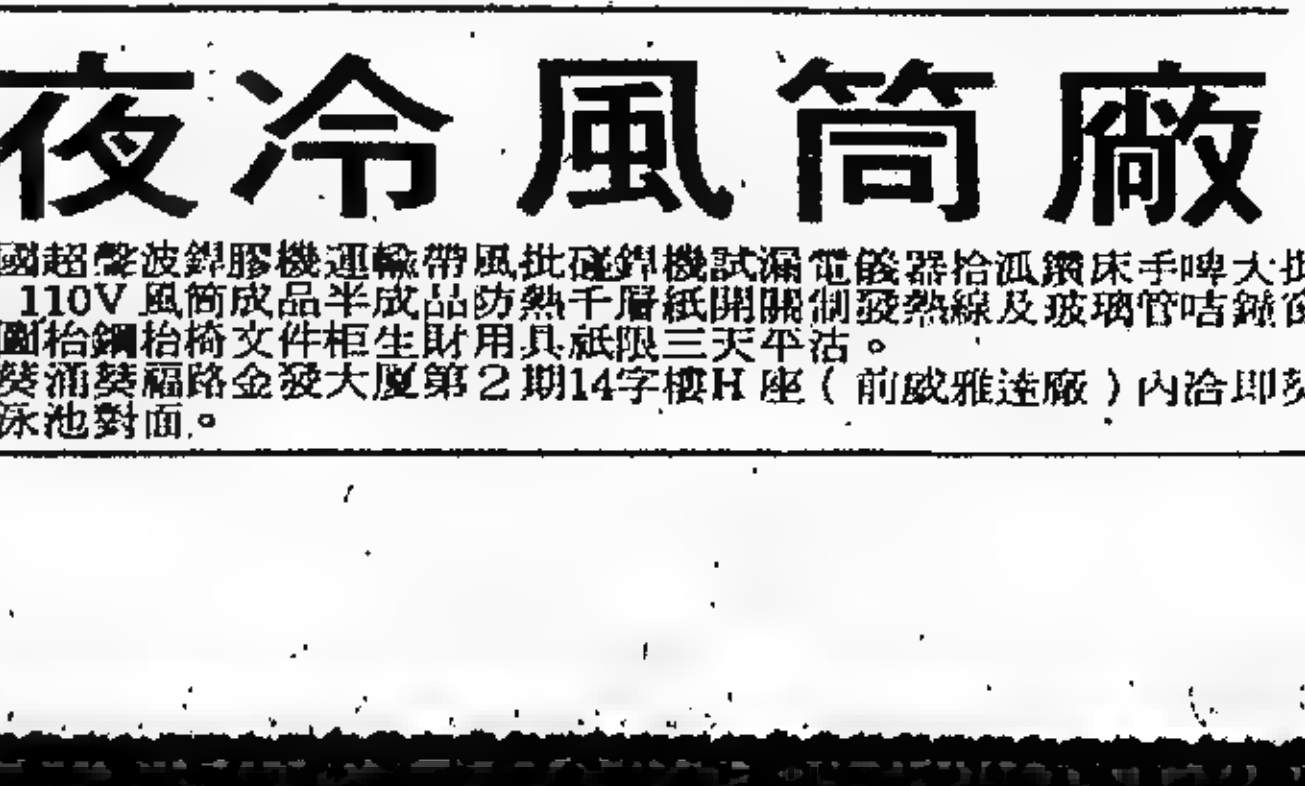 夜冷風筒廠
國超聲波銲膠機運輸帶風批碰銲機試漏電儀器拾弧鑽床手啤大批
110V 風筒成品半成品防熱千層紙開關制發熱線及玻璃管咭鐘
圖枱鋼枱椅文件柜生財用具祇限三天平沽。
葵涌葵福路金發大廈第2期14字樓H座(前威雅達廠)內洽即葵
泳池對面。